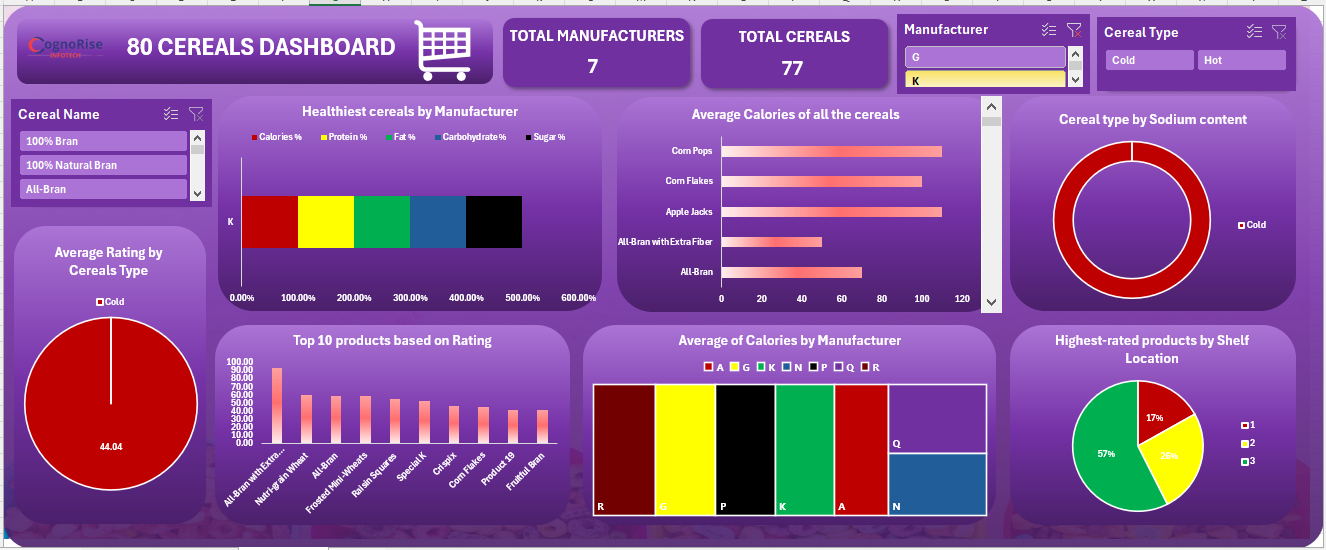 CognoRise
INFOTECH
80 CEREALS DASHBOARD
TOTAL MANUFACTURERS
7
TOTAL CEREALS
77
Manufacturer
G
K
Cereal Type
Cold
Hot
Cereal Name
100% Bran
100% Natural Bran
All-Bran
Healthiest cereals by Manufacturer
Calories % Protein % Fat % Carbohydrate % Sugar %
K
0.00% 100.00% 200.00% 300.00% 400.00% 500.00% 600.00%
Average Calories of all the cereals
Corn Pops
Corn Flakes
Apple Jacks
All-Bran with Extra Fiber
All-Bran
0 20 40 60 80 100 120
Cereal type by Sodium content
Cold
Average Rating by
Cereals Type
Cold
44.04
Top 10 products based on Rating
100.00
90.00
80.00
70.00
60.00
50.00
40.00
30.00
20.00
10.00
0.00
All-Bran with Extra...
Nutri-grain Wheat
All-Bran
Frosted Mini-Wheats
Raisin Squares
Special K
Crispix
Corn Flakes
Product 19
Fruitful Bran
Average of Calories by Manufacturer
A G K N P Q R
R
G
P
K
A
Q
N
Highest-rated products by Shelf
Location
17%
26%
57%
1
2
3